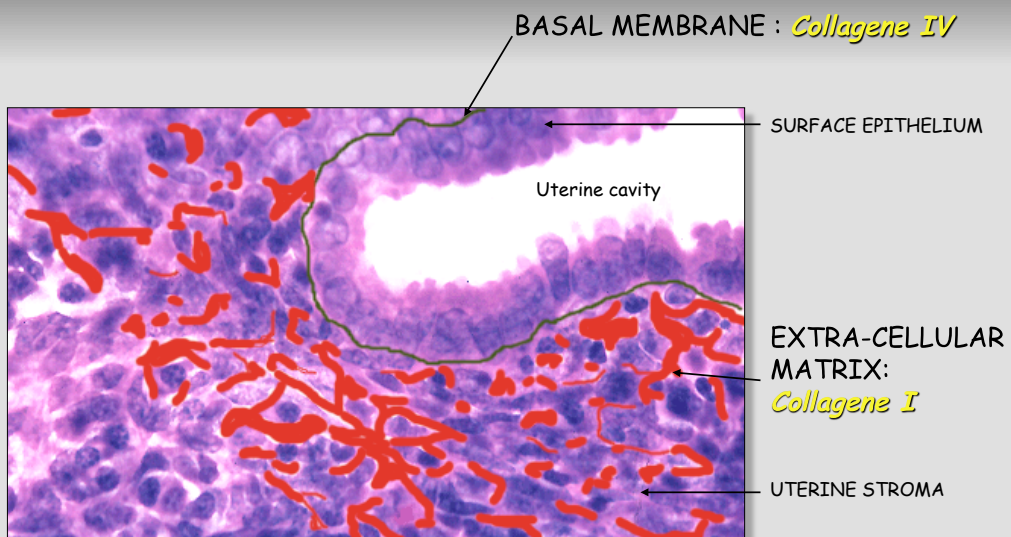 BASAL MEMBRANE : Collagene IV
SURFACE EPITHELIUM
Uterine cavity
EXTRA-CELLULAR
MATRIX:
Collagene I
UTERINE STROMA